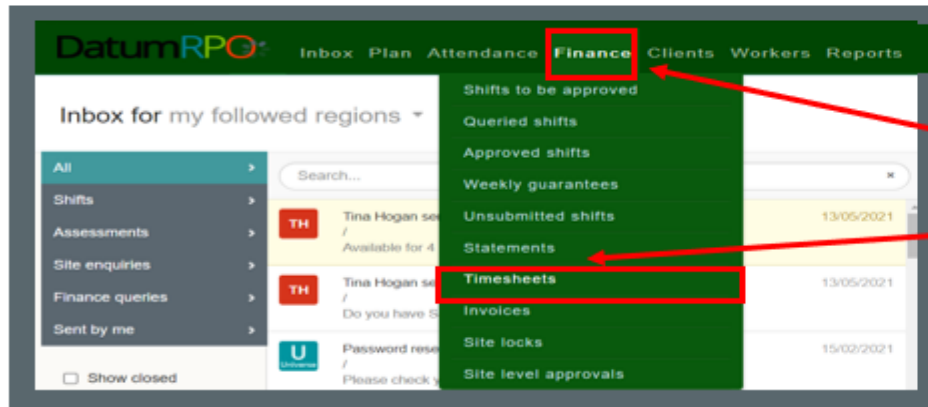 DatumRPO
Inbox Plan Attendance Finance Clients Workers Reports
Inbox for my followed regions
All
Shifts
Assessments
Site enquiries
Finance queries
Sent by me
Show closed
Search...
TH
Tina Hogan se
13/05/2021
/
Available for 4
TH
Tina Hogan se
13/05/2021
/
Do you have S
U
Universe
Password rese
15/02/2021
/
Please check y
Shifts to be approved
Queried shifts
Approved shifts
Weekly guarantees
Unsubmitted shifts
Statements
Timesheets
Invoices
Site locks
Site level approvals